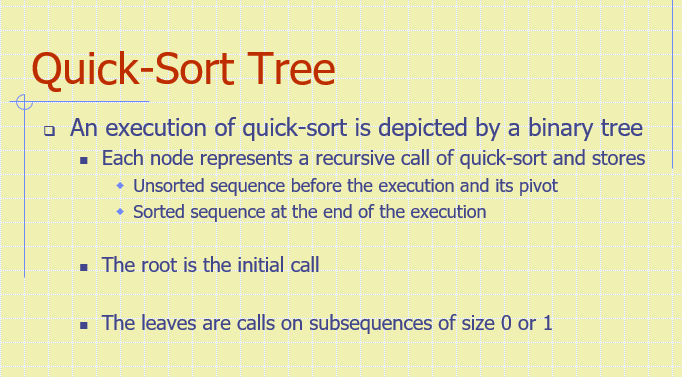 Quick-Sort Tree
An execution of quick-sort is depicted by a binary tree
Each node represents a recursive call of quick-sort and stores
Unsorted sequence before the execution and its pivot
Sorted sequence at the end of the execution
The root is the initial call
The leaves are calls on subsequences of size 0 or 1